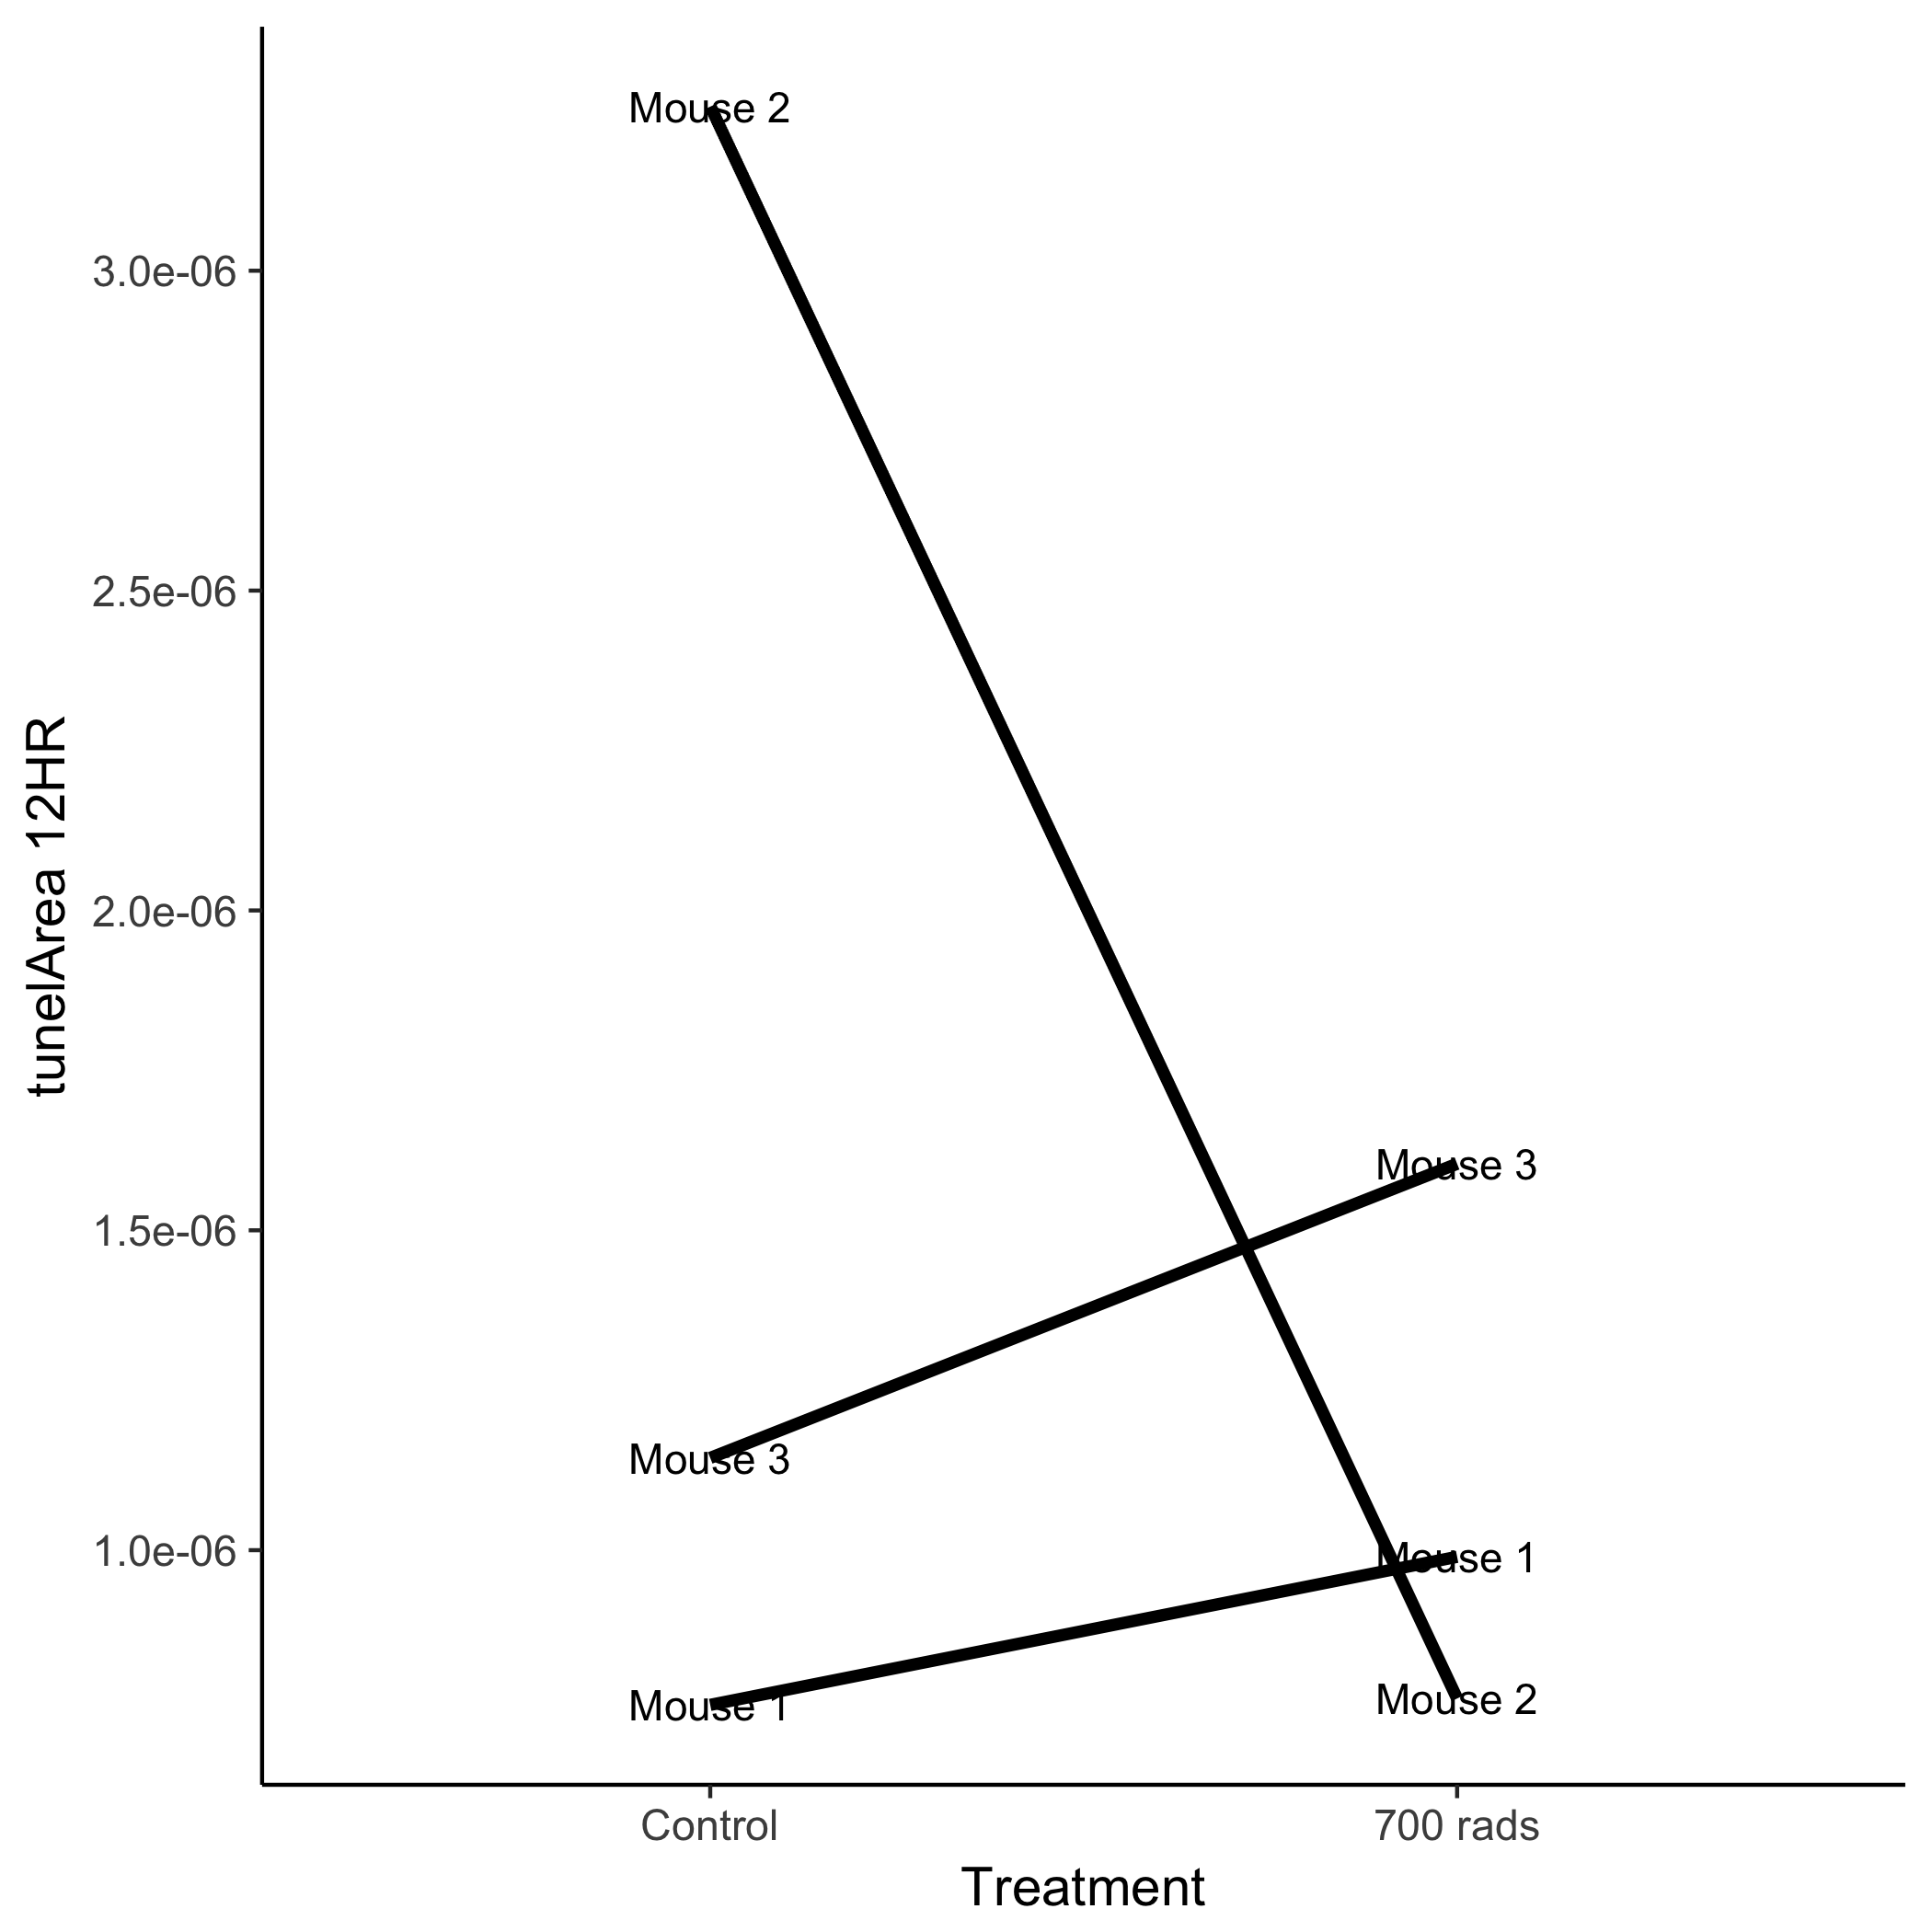 Mouse 2
3.0e-06
2.5e-06
2.0e-06
tunelArea 12HR
Mouse 3
1.5e-06
Mouse 3
1.0e-06
Mouse 1
Mouse 1
Mouse 2
Control
700 rads
Treatment